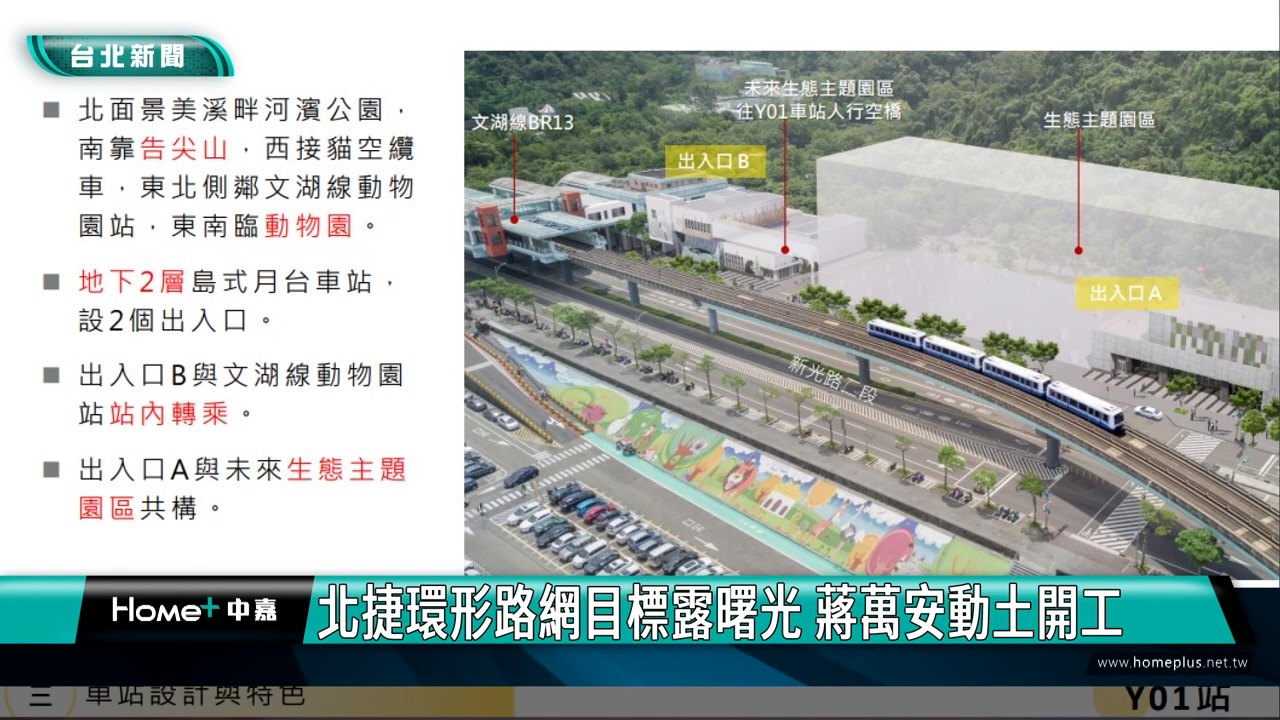 台北新聞
■ 北面景美溪畔河濱公園，
南靠告尖山，西接貓空纜
車，東北側鄰文湖線動物
園站，東南臨動物園。
■ 地下2層島式月台車站，
設2個出入口。
■ 出入口B與文湖線動物園
站站內轉乘。
■ 出入口A與未來生態主題
園區共構。
文湖線BR13
未來生態主題園區
往Y01車站人行空橋
生態主題園區
出入口B
出入口A
新光路二段
Home+中嘉
北捷環形路網目標露曙光 蔣萬安動土開工
www.homeplus.net.tw
三 車站設計與特色
Y01站